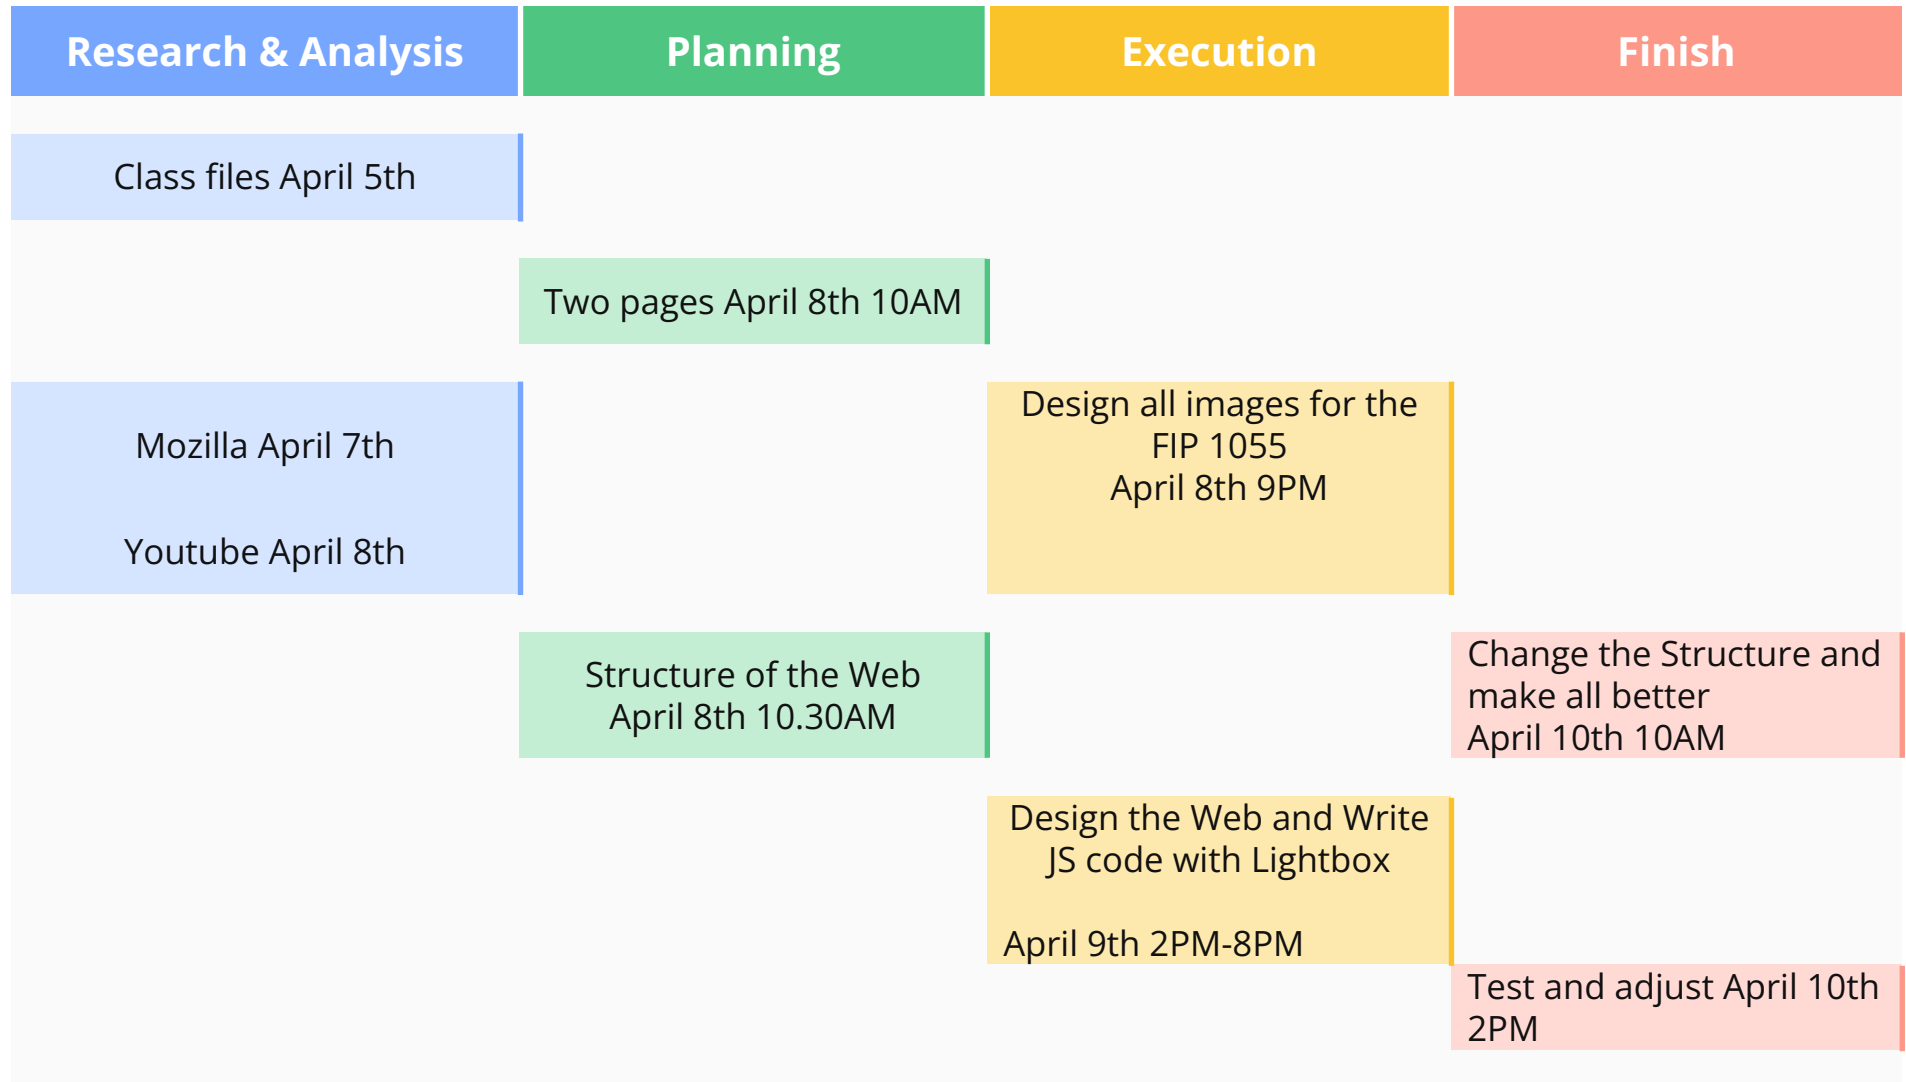 Research & Analysis
Planning
Execution
Finish
Class files April 5th
Two pages April 8th 10AM
Mozilla April 7th
Youtube April 8th
Design all images for the
FIP 1055
April 8th 9PM
Structure of the Web
April 8th 10.30AM
Change the Structure and
make all better
April 10th 10AM
Design the Web and Write
JS code with Lightbox
April 9th 2PM-8PM
Test and adjust April 10th
2PM